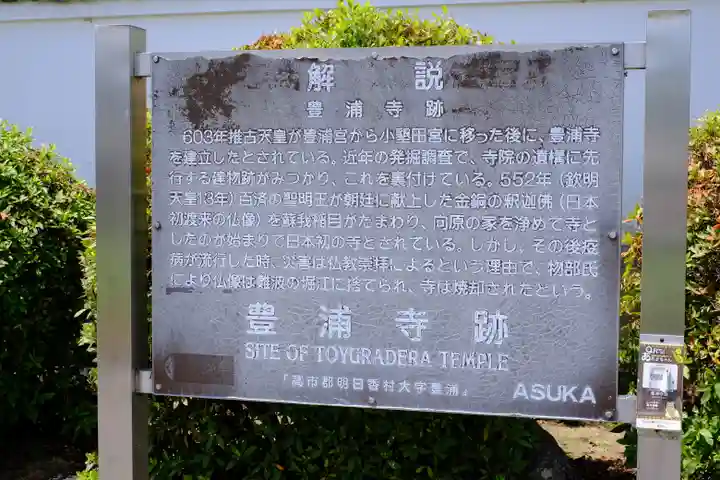 解説
豊浦寺跡
603年推古天皇が豊浦宮から小墾田宮に移った後に、豊浦寺
を建立したとされている。近年の発掘調査で、寺院の遺構に先
行する建物跡がみつかり、これを裏付けている。552年（欽明
天皇13年）百済の聖明王が朝廷に献上した金銅の釈迦佛（日本
初渡来の仏像）を蘇我稲目がたまわり、向原の家を浄めて寺と
したのが始まりで日本初の寺とされている。しかし、その後疫
病が流行した時、災害は仏教崇拝によるという理由で、物部氏
により仏像は難波の堀江に捨てられ、寺は焼却されたという。
豊浦寺跡
SITE OF TOYURADERA TEMPLE
「高市郡明日香村大字豊浦」
ASUKA